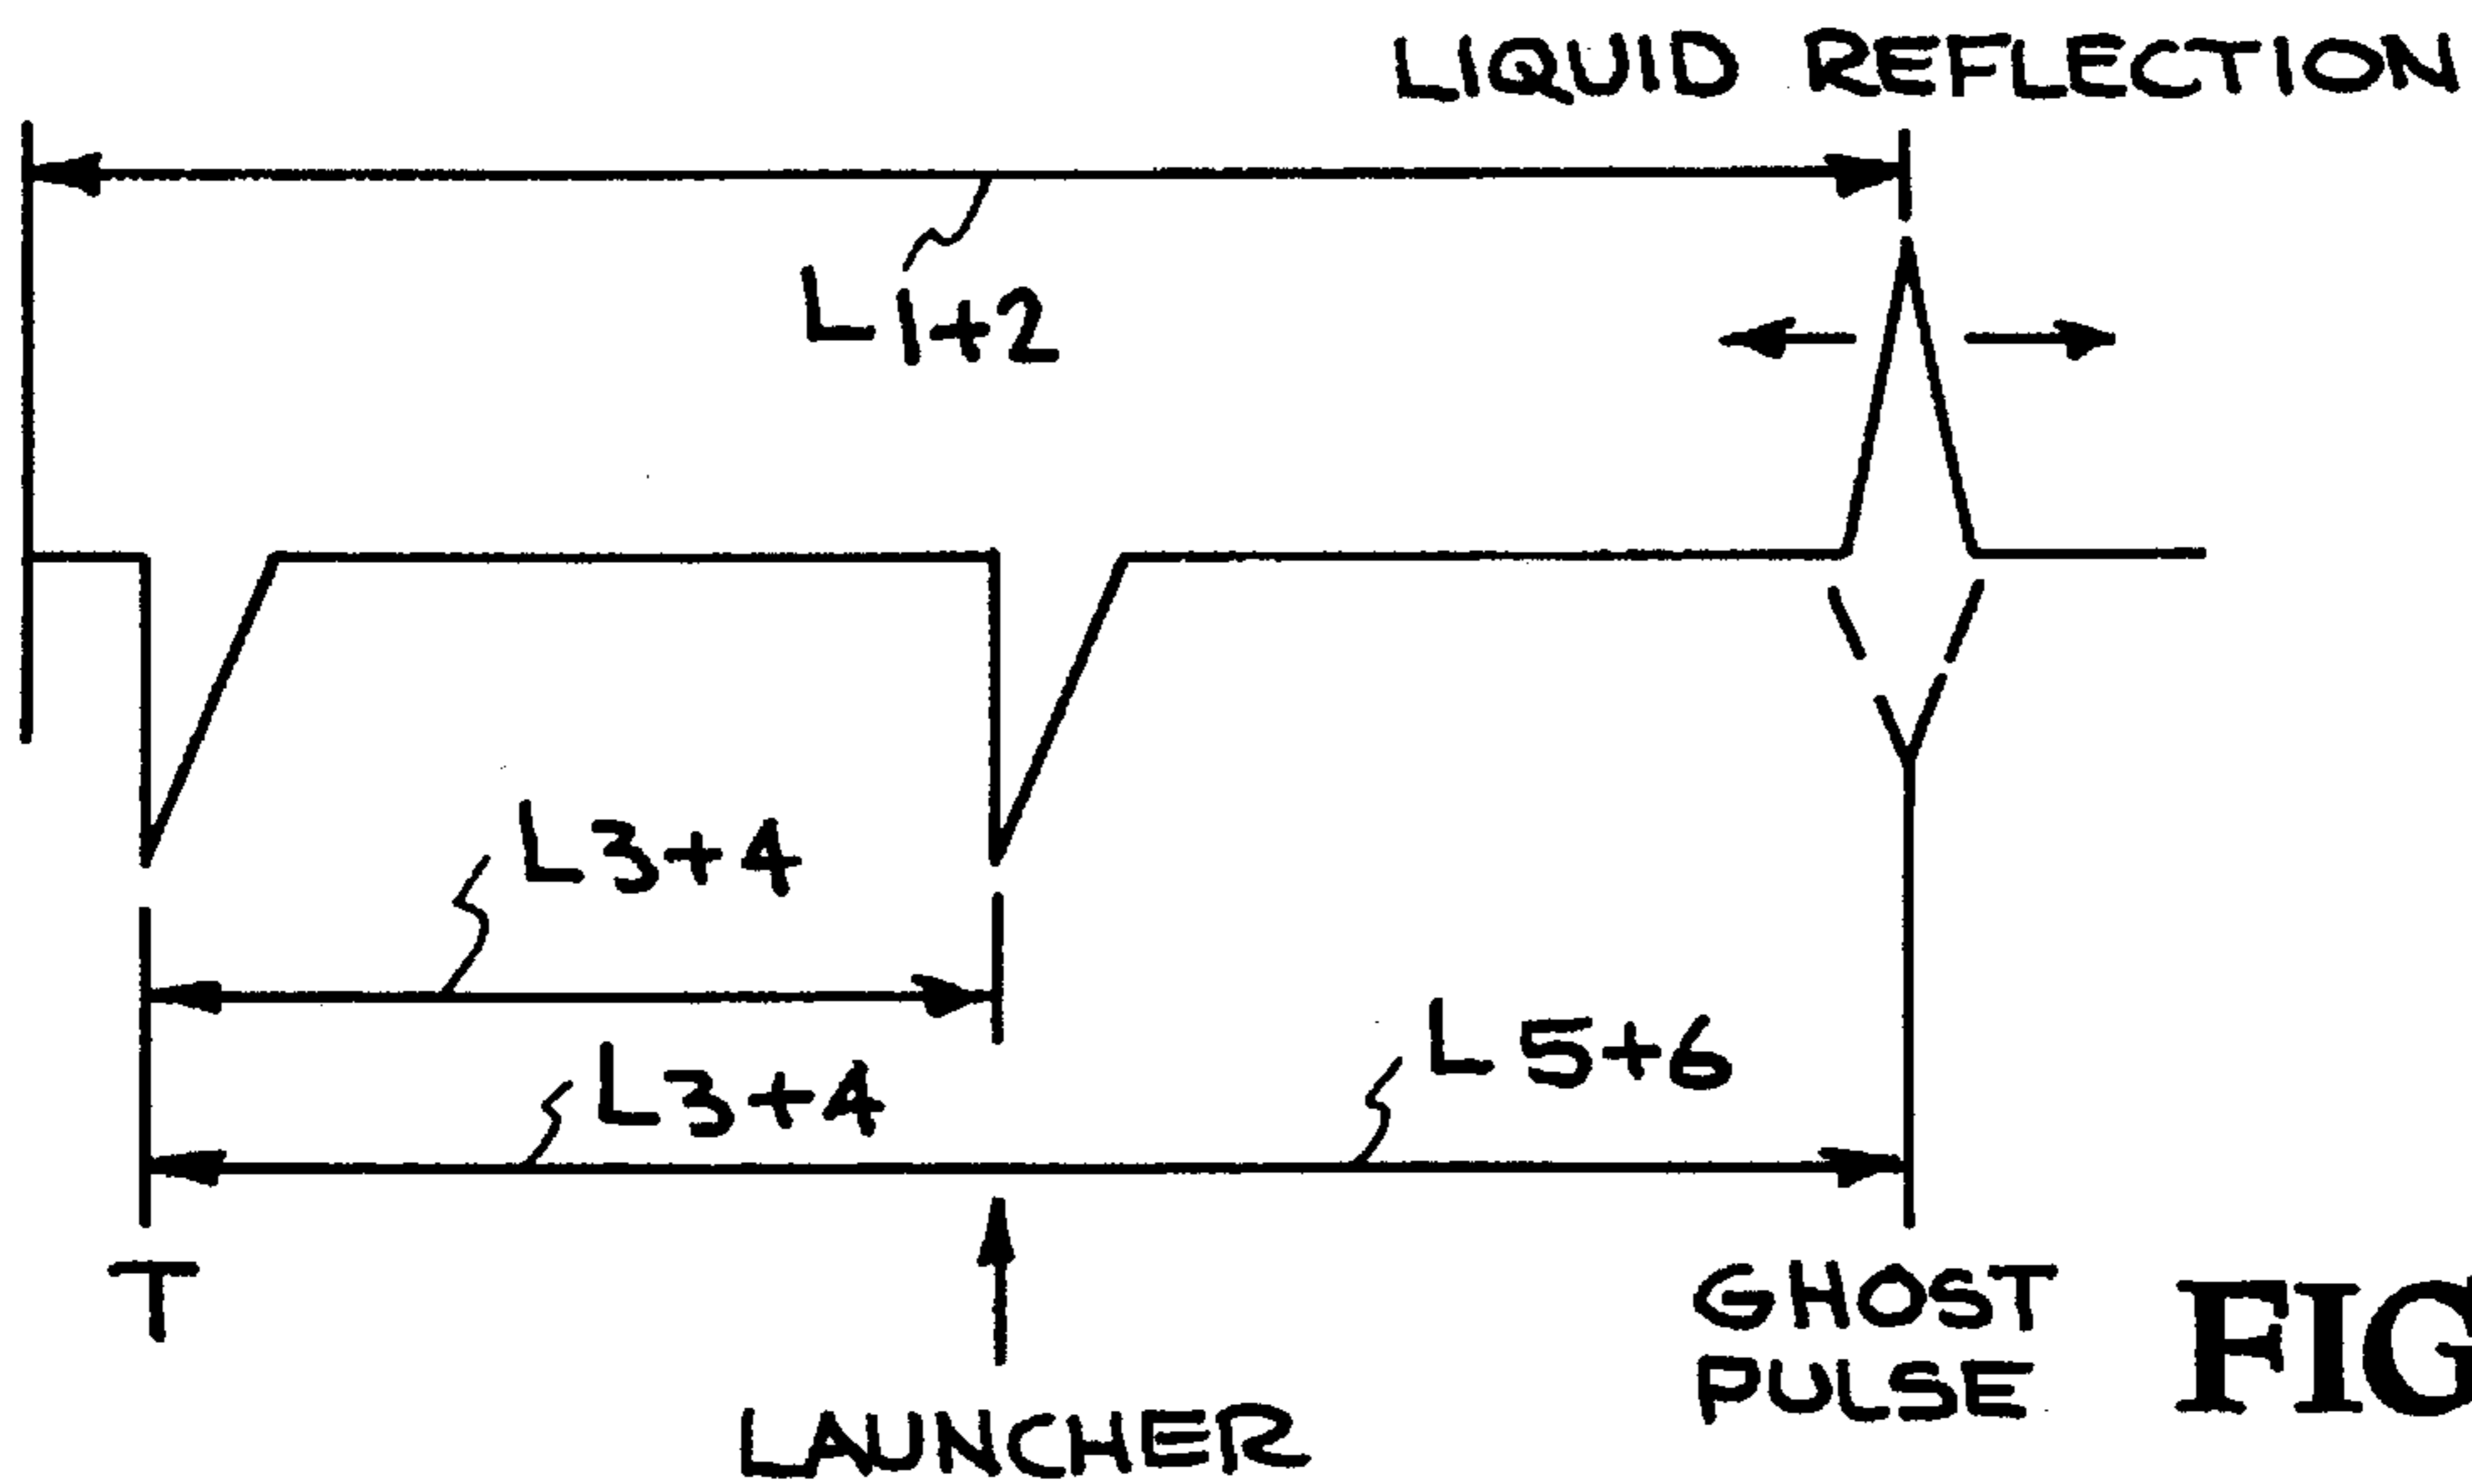 LIQUID REFLECTION
L1+2
L3+4
L5+6
L3+4
T
GHOST
PULSE
FIG
LAUNCHER